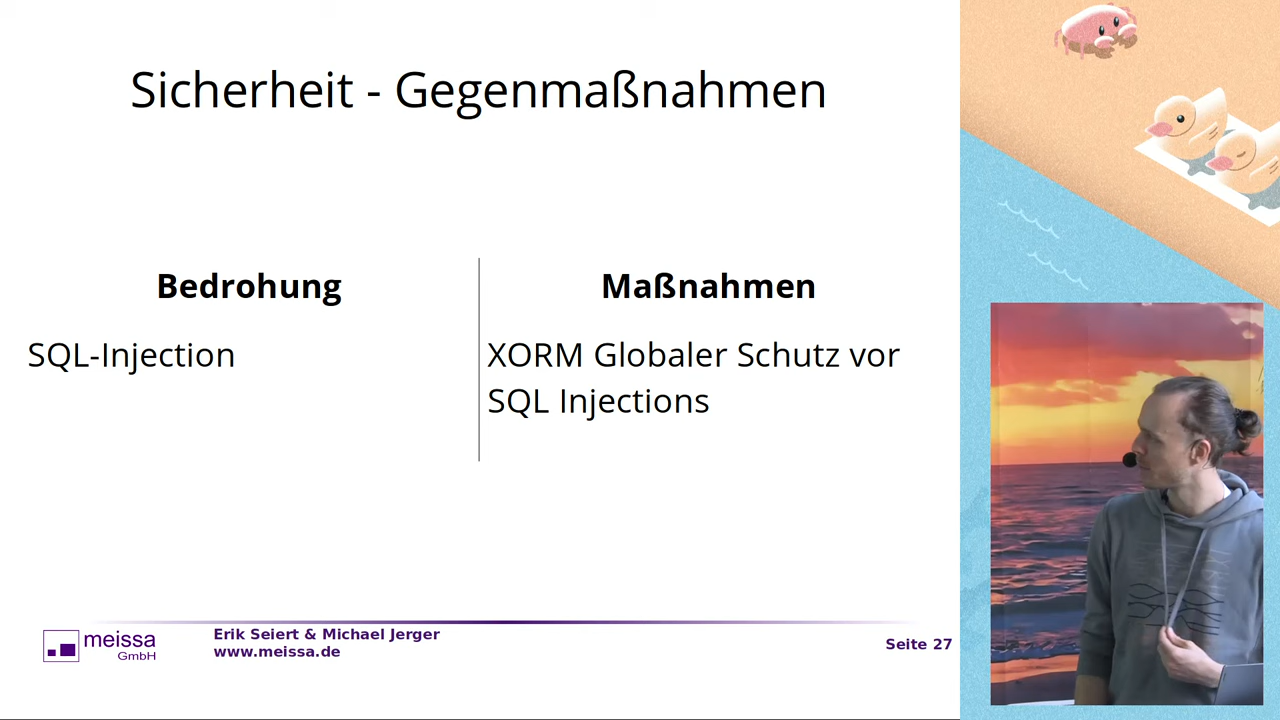 Sicherheit - Gegenmaßnahmen
Bedrohung
SQL-Injection
Maßnahmen
XORM Globaler Schutz vor
SQL Injections
meissa
GmbH
Erik Seiert & Michael Jerger
www.meissa.de
Seite 27